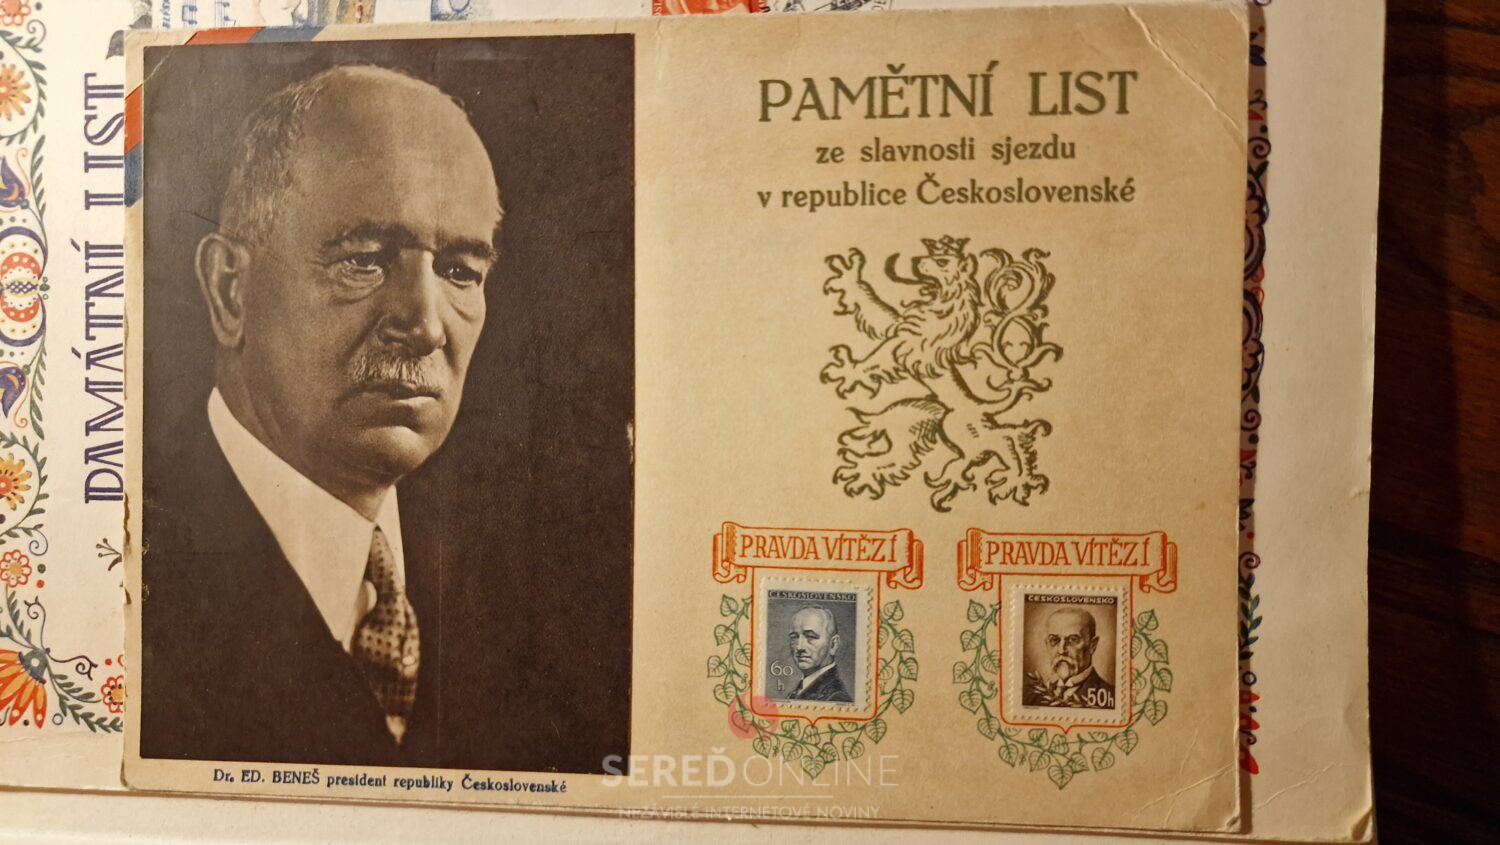 PAMÁTNÍ LIST
PAMĚTNÍ LIST
ze slavnosti sjezdu
v republice Československé
PRAVDA VÍTĚZÍ
PRAVDA VÍTĚZÍ
ČESKOSLOVENSKO
60
h
ČESKOSLOVENSKO
50h
Dr. ED. BENEŠ president republiky Československé
SEREĎONLINE
NEZÁVISLÉ INTERNETOVÉ NOVINY